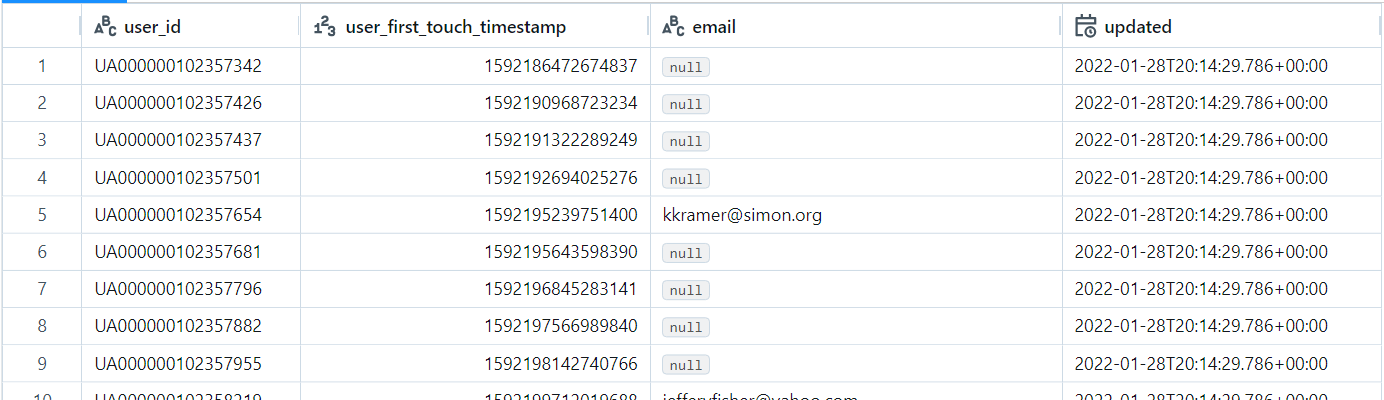 user_id user_first_touch_timestamp email updated
1 UA000000102357342 1592186472674837 null 2022-01-28T20:14:29.786+00:00
2 UA000000102357426 1592190968723234 null 2022-01-28T20:14:29.786+00:00
3 UA000000102357437 1592191322289249 null 2022-01-28T20:14:29.786+00:00
4 UA000000102357501 1592192694025276 null 2022-01-28T20:14:29.786+00:00
5 UA000000102357654 1592195239751400 kkramer@simon.org 2022-01-28T20:14:29.786+00:00
6 UA000000102357681 1592195643598390 null 2022-01-28T20:14:29.786+00:00
7 UA000000102357796 1592196845283141 null 2022-01-28T20:14:29.786+00:00
8 UA000000102357882 1592197566989840 null 2022-01-28T20:14:29.786+00:00
9 UA000000102357955 1592198142740766 null 2022-01-28T20:14:29.786+00:00
10